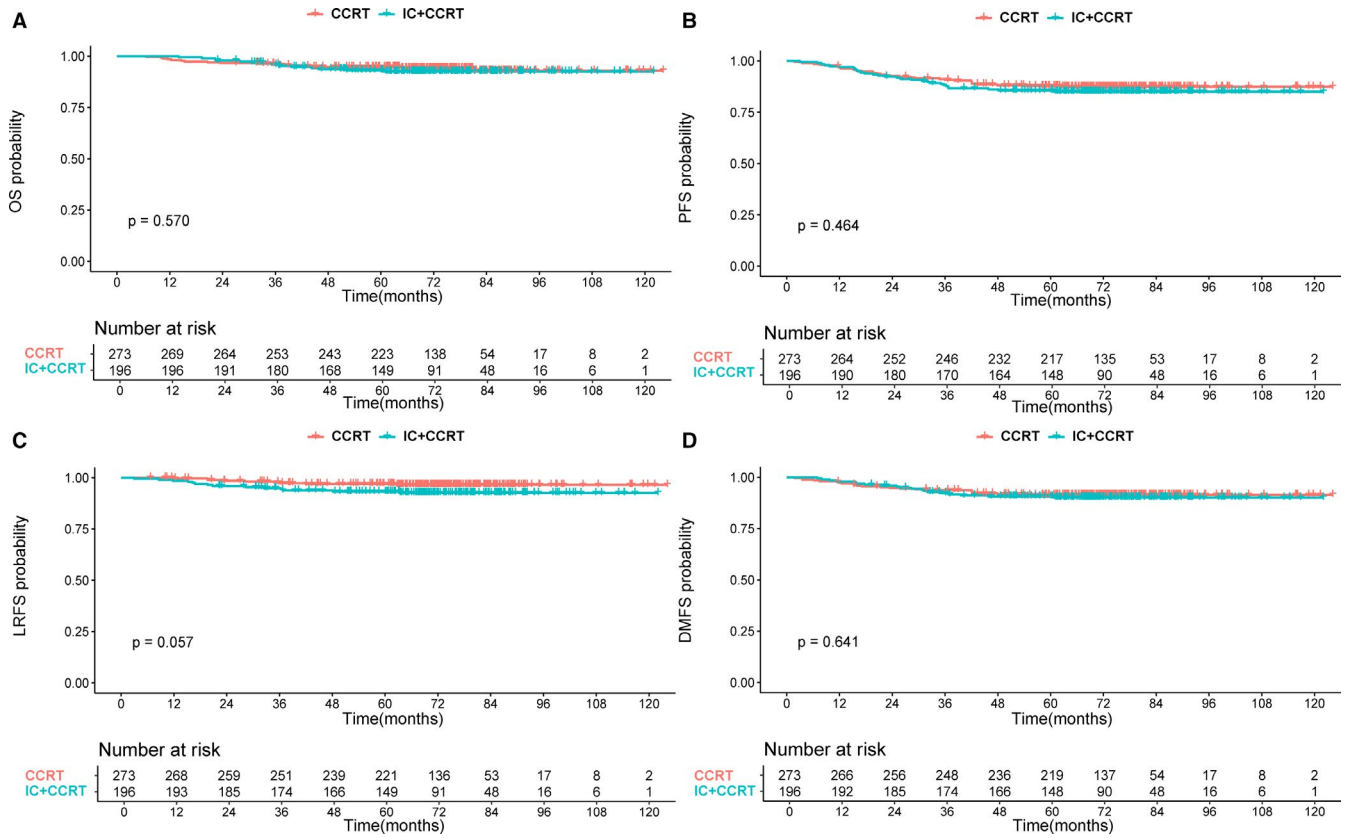 A
CCRT IC+CCRT
1.00
0.75
0.50
0.25
0.00
OS probability
p = 0.570
0 12 24 36 48 60 72 84 96 108 120
Time(months)
Number at risk
CCRT 273 269 264 253 243 223 138 54 17 8 2
IC+CCRT 196 196 191 180 168 149 91 48 16 6 1
0 12 24 36 48 60 72 84 96 108 120
Time(months)
B
CCRT IC+CCRT
1.00
0.75
0.50
0.25
0.00
PFS probability
p = 0.464
0 12 24 36 48 60 72 84 96 108 120
Time(months)
Number at risk
CCRT 273 264 252 246 232 217 135 53 17 8 2
IC+CCRT 196 190 180 170 164 148 90 48 16 6 1
0 12 24 36 48 60 72 84 96 108 120
Time(months)
C
CCRT IC+CCRT
1.00
0.75
0.50
0.25
0.00
LRFS probability
p = 0.057
0 12 24 36 48 60 72 84 96 108 120
Time(months)
Number at risk
CCRT 273 268 259 251 239 221 136 53 17 8 2
IC+CCRT 196 193 185 174 166 149 91 48 16 6 1
0 12 24 36 48 60 72 84 96 108 120
Time(months)
D
CCRT IC+CCRT
1.00
0.75
0.50
0.25
0.00
DMFS probability
p = 0.641
0 12 24 36 48 60 72 84 96 108 120
Time(months)
Number at risk
CCRT 273 266 256 248 236 219 137 54 17 8 2
IC+CCRT 196 192 185 174 166 148 90 48 16 6 1
0 12 24 36 48 60 72 84 96 108 120
Time(months)